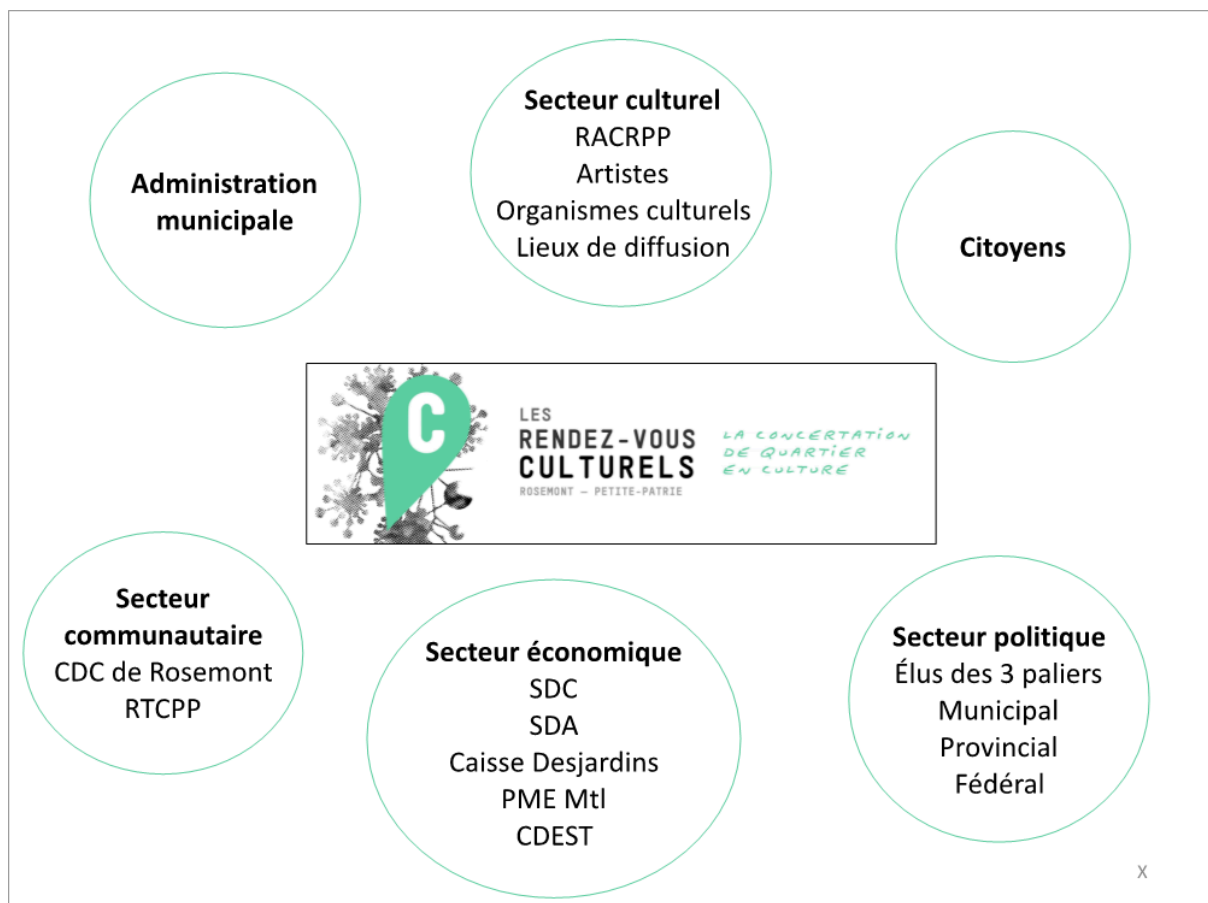 Administration
municipale
Secteur culturel
RACRPP
Artistes
Organismes culturels
Lieux de diffusion
Citoyens
C
LES
RENDEZ-VOUS
CULTURELS
ROSEMONT — PETITE-PATRIE
LA CONCERTATION
DE QUARTIER
EN CULTURE
Secteur
communautaire
CDC de Rosemont
RTCPP
Secteur économique
SDC
SDA
Caisse Desjardins
PME Mtl
CDEST
Secteur politique
Élus des 3 paliers
Municipal
Provincial
Fédéral
X